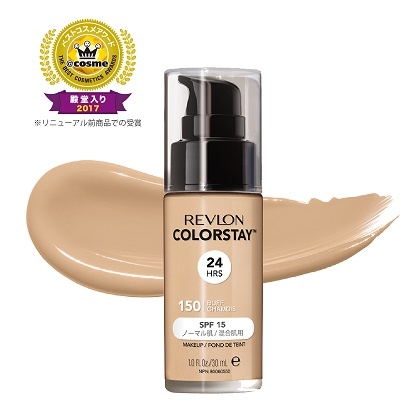 ベストコスメアワード
@cosme
THE BEST COSMETICS AWARDS
殿堂入り
2017
※リニューアル前商品での受賞
REVLON
COLORSTAY™
24
HRS
150 BUFF
CHAMOIS
SPF 15
ノーマル肌 / 混合肌用
MAKEUP / FOND DE TEINT
1.0 fl.oz/30 mL e